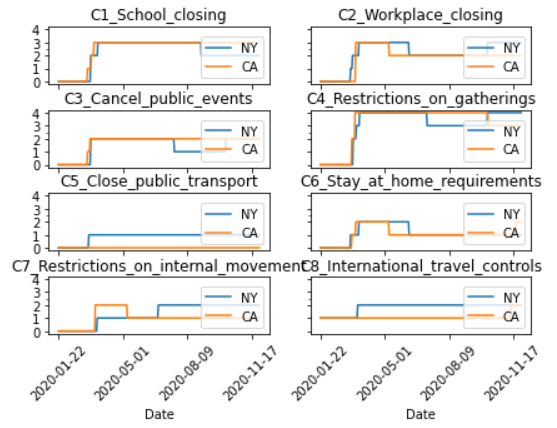 C1_School_closing
C2_Workplace_closing
4
3
2
1
0
NY
CA
NY
CA
C3_Cancel_public_events
C4_Restrictions_on_gatherings
4
3
2
1
0
NY
CA
NY
CA
C5_Close_public_transport
C6_Stay_at_home_requirements
4
3
2
1
0
NY
CA
NY
CA
C7_Restrictions_on_internal_movement
C8_International_travel_controls
4
3
2
1
0
NY
CA
NY
CA
2020-01-22
2020-05-01
2020-08-09
2020-11-17
2020-01-22
2020-05-01
2020-08-09
2020-11-17
Date
Date